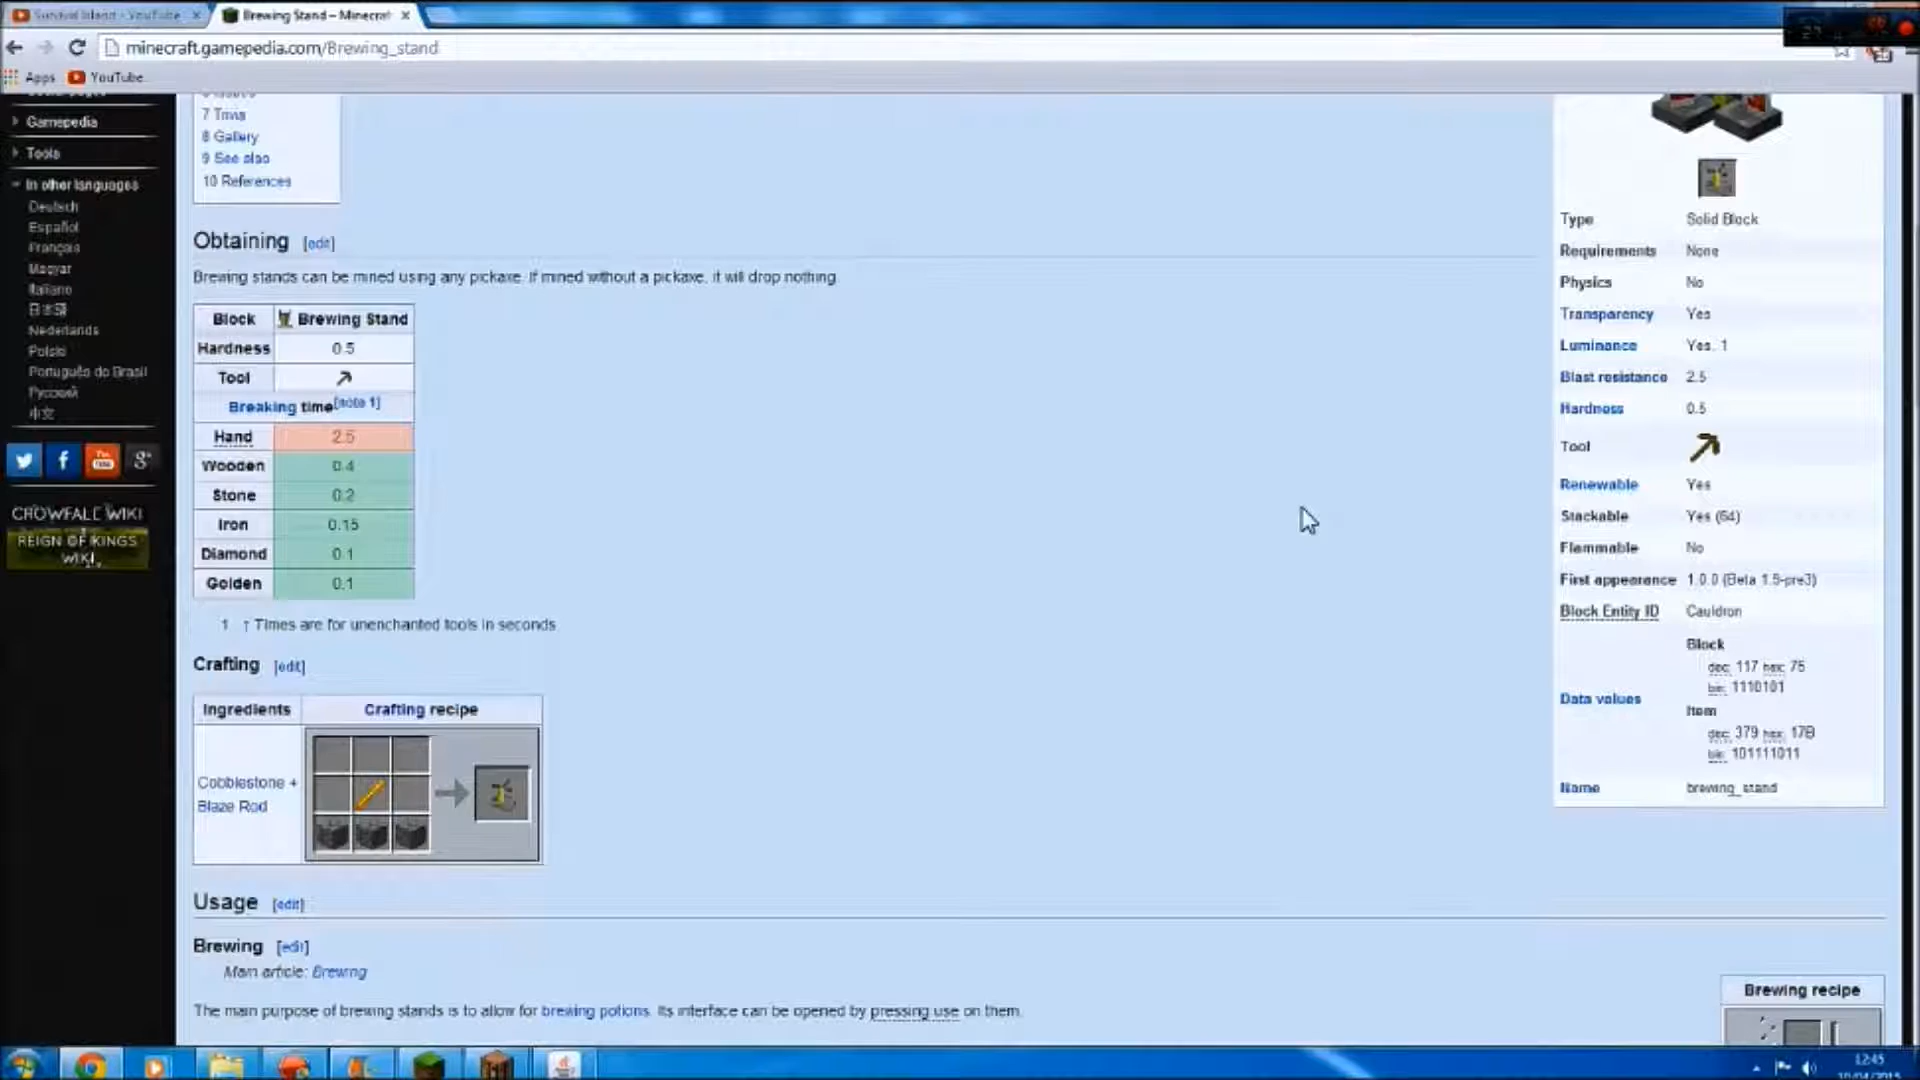 Survival Island - YouTube
Brewing Stand – Minecraft
minecraft.gamepedia.com/Brewing_stand
Apps
YouTube
Gamepedia
Tools
In other languages
Deutsch
Español
Français
Magyar
Italiano
日本語
Nederlands
Polski
Português do Brasil
Русский
中文
CROWFALL WIKI
REIGN OF KINGS
WIKI
7 Trivia
8 Gallery
9 See also
10 References
Obtaining [edit]
Brewing stands can be mined using any pickaxe. If mined without a pickaxe, it will drop nothing.
Block Brewing Stand
Hardness 0.5
Tool
Breaking time[note 1]
Hand 2.5
Wooden 0.4
Stone 0.2
Iron 0.15
Diamond 0.1
Golden 0.1
1 ↑ Times are for unenchanted tools in seconds
Crafting [edit]
Ingredients Crafting recipe
Cobblestone +
Blaze Rod
Usage [edit]
Brewing [edit]
Main article: Brewing
The main purpose of brewing stands is to allow for brewing potions. Its interface can be opened by pressing use on them.
Type Solid Block
Requirements None
Physics No
Transparency Yes
Luminance Yes, 1
Blast resistance 2.5
Hardness 0.5
Tool
Renewable Yes
Stackable Yes (64)
Flammable No
First appearance 1.0.0 (Beta 1.9-pre3)
Block Entity ID Cauldron
Data values
Block
dec: 117 hex: 75
bin: 1110101
Item
dec: 379 hex: 17B
bin: 101111011
Name brewing_stand
Brewing recipe
12:45